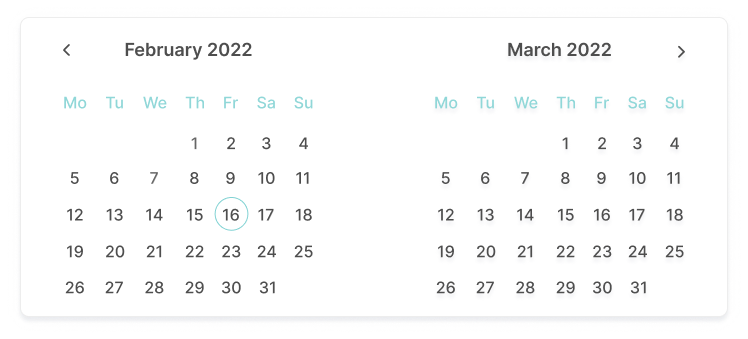 February 2022 March 2022
Mo Tu We Th Fr Sa Su Mo Tu We Th Fr Sa Su
1 2 3 4 1 2 3 4
5 6 7 8 9 10 11 5 6 7 8 9 10 11
12 13 14 15 16 17 18 12 13 14 15 16 17 18
19 20 21 22 23 24 25 19 20 21 22 23 24 25
26 27 28 29 30 31 26 27 28 29 30 31